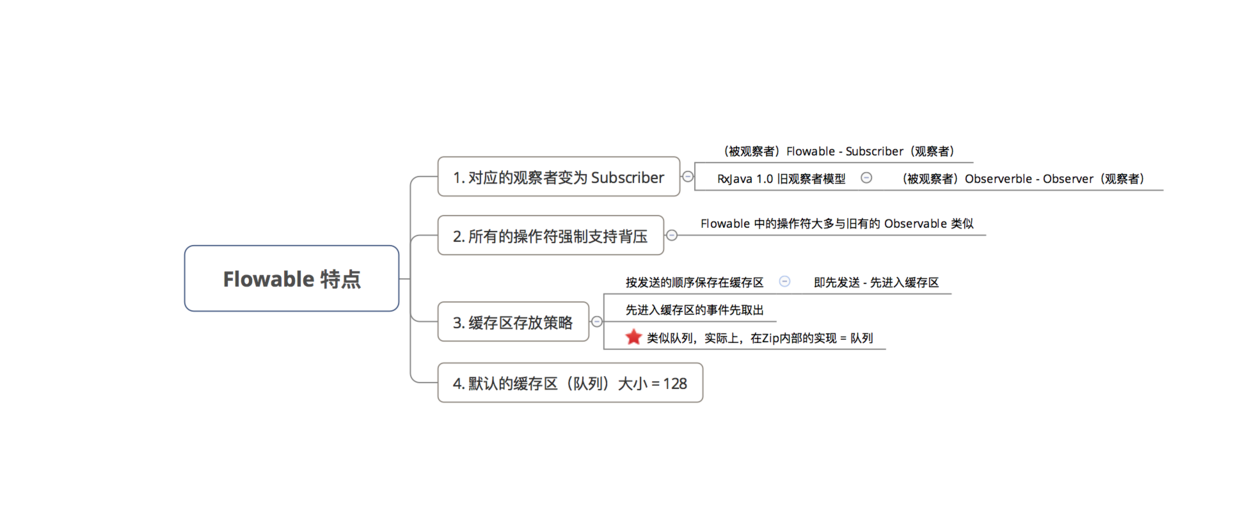 Flowable 特点
1. 对应的观察者变为 Subscriber
（被观察者）Flowable - Subscriber（观察者）
RxJava 1.0 旧观察者模型
（被观察者）Observerble - Observer（观察者）
2. 所有的操作符强制支持背压
Flowable 中的操作符大多与旧有的 Observable 类似
3. 缓存区存放策略
按发送的顺序保存在缓存区
即先发送 - 先进入缓存区
先进入缓存区的事件先取出
类似队列，实际上，在Zip内部的实现 = 队列
4. 默认的缓存区（队列）大小 = 128